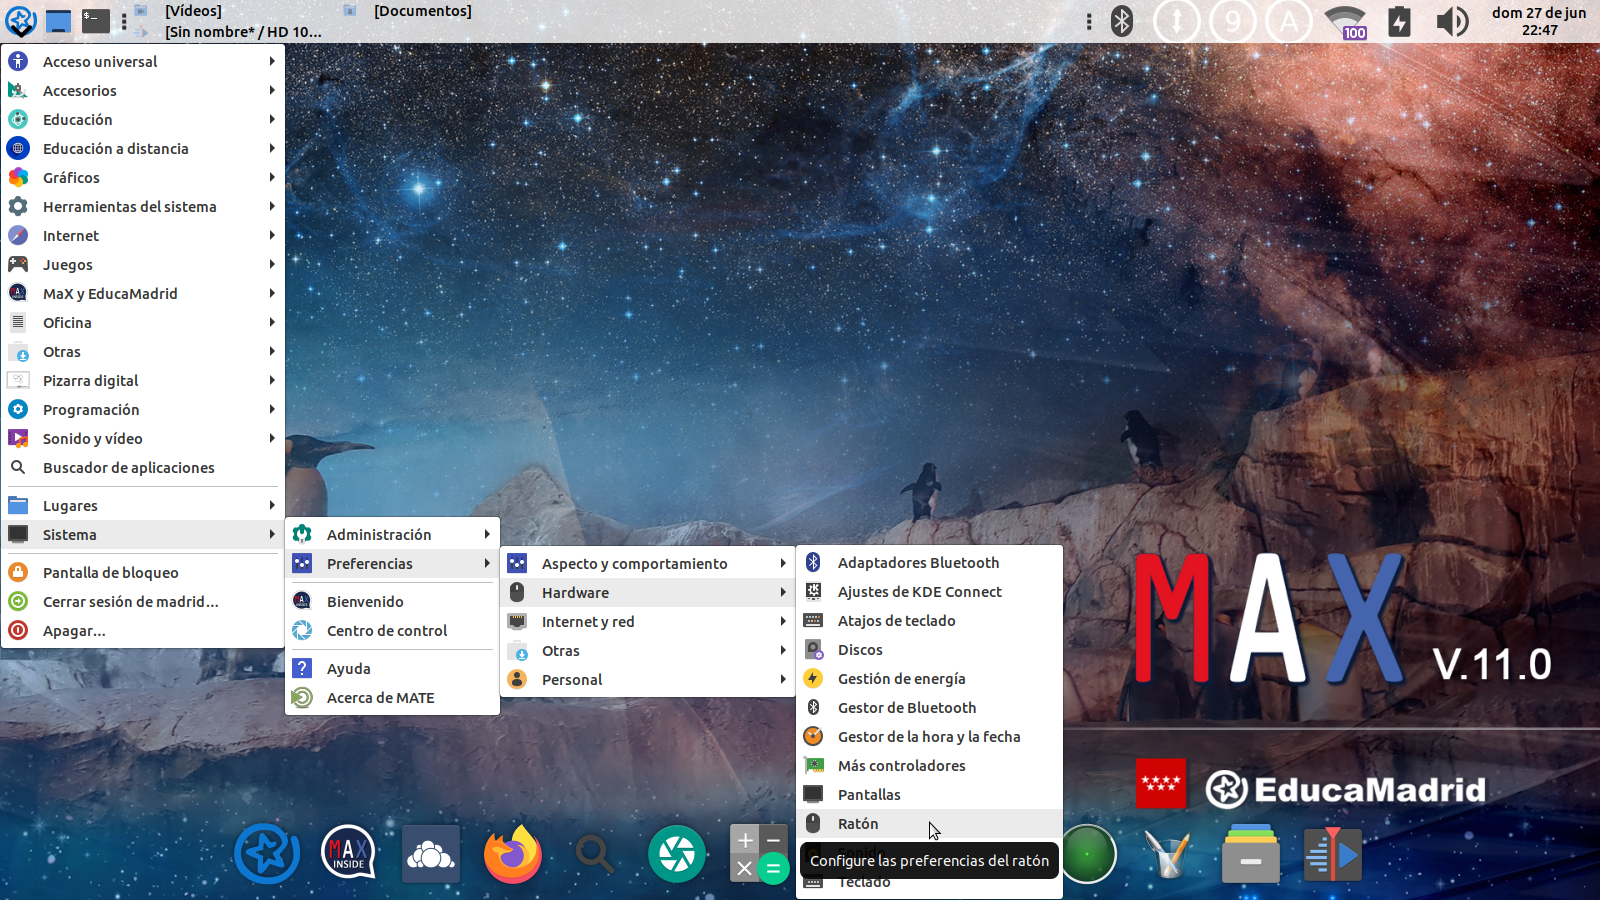 [Vídeos]
[Documentos]
[Sin nombre* / HD 10...
9
A
100
dom 27 de jun
22:47
Acceso universal
Accesorios
Educación
Educación a distancia
Gráficos
Herramientas del sistema
Internet
Juegos
MaX y EducaMadrid
Oficina
Otras
Pizarra digital
Programación
Sonido y vídeo
Buscador de aplicaciones
Lugares
Sistema
Pantalla de bloqueo
Cerrar sesión de madrid...
Apagar...
Administración
Preferencias
Bienvenido
Centro de control
Ayuda
Acerca de MATE
Aspecto y comportamiento
Hardware
Internet y red
Otras
Personal
Adaptadores Bluetooth
Ajustes de KDE Connect
Atajos de teclado
Discos
Gestión de energía
Gestor de Bluetooth
Gestor de la hora y la fecha
Más controladores
Pantallas
Ratón
Sonido
Configure las preferencias del ratón
Teclado
MAX V.11.0
EducaMadrid
MAX
INSIDE